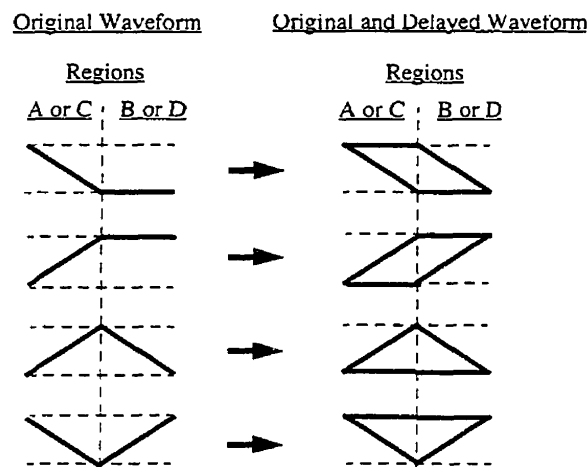 Original Waveform
Original and Delayed Waveform
Regions
Regions
A or C B or D
A or C B or D